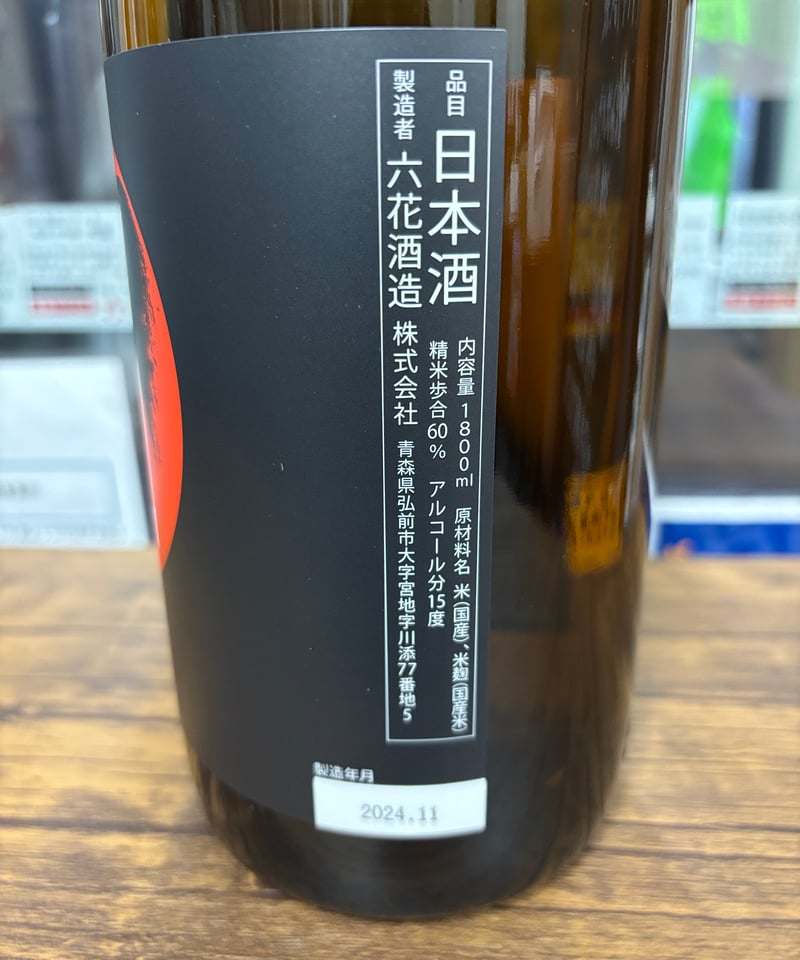 品目 日本酒
内容量 1800ml 原材料名 米(国産)、米麹(国産米)
精米歩合60% アルコール分15度
製造者 六花酒造 株式会社 青森県弘前市大字宮地字川添77番地5
製造年月
2024.11